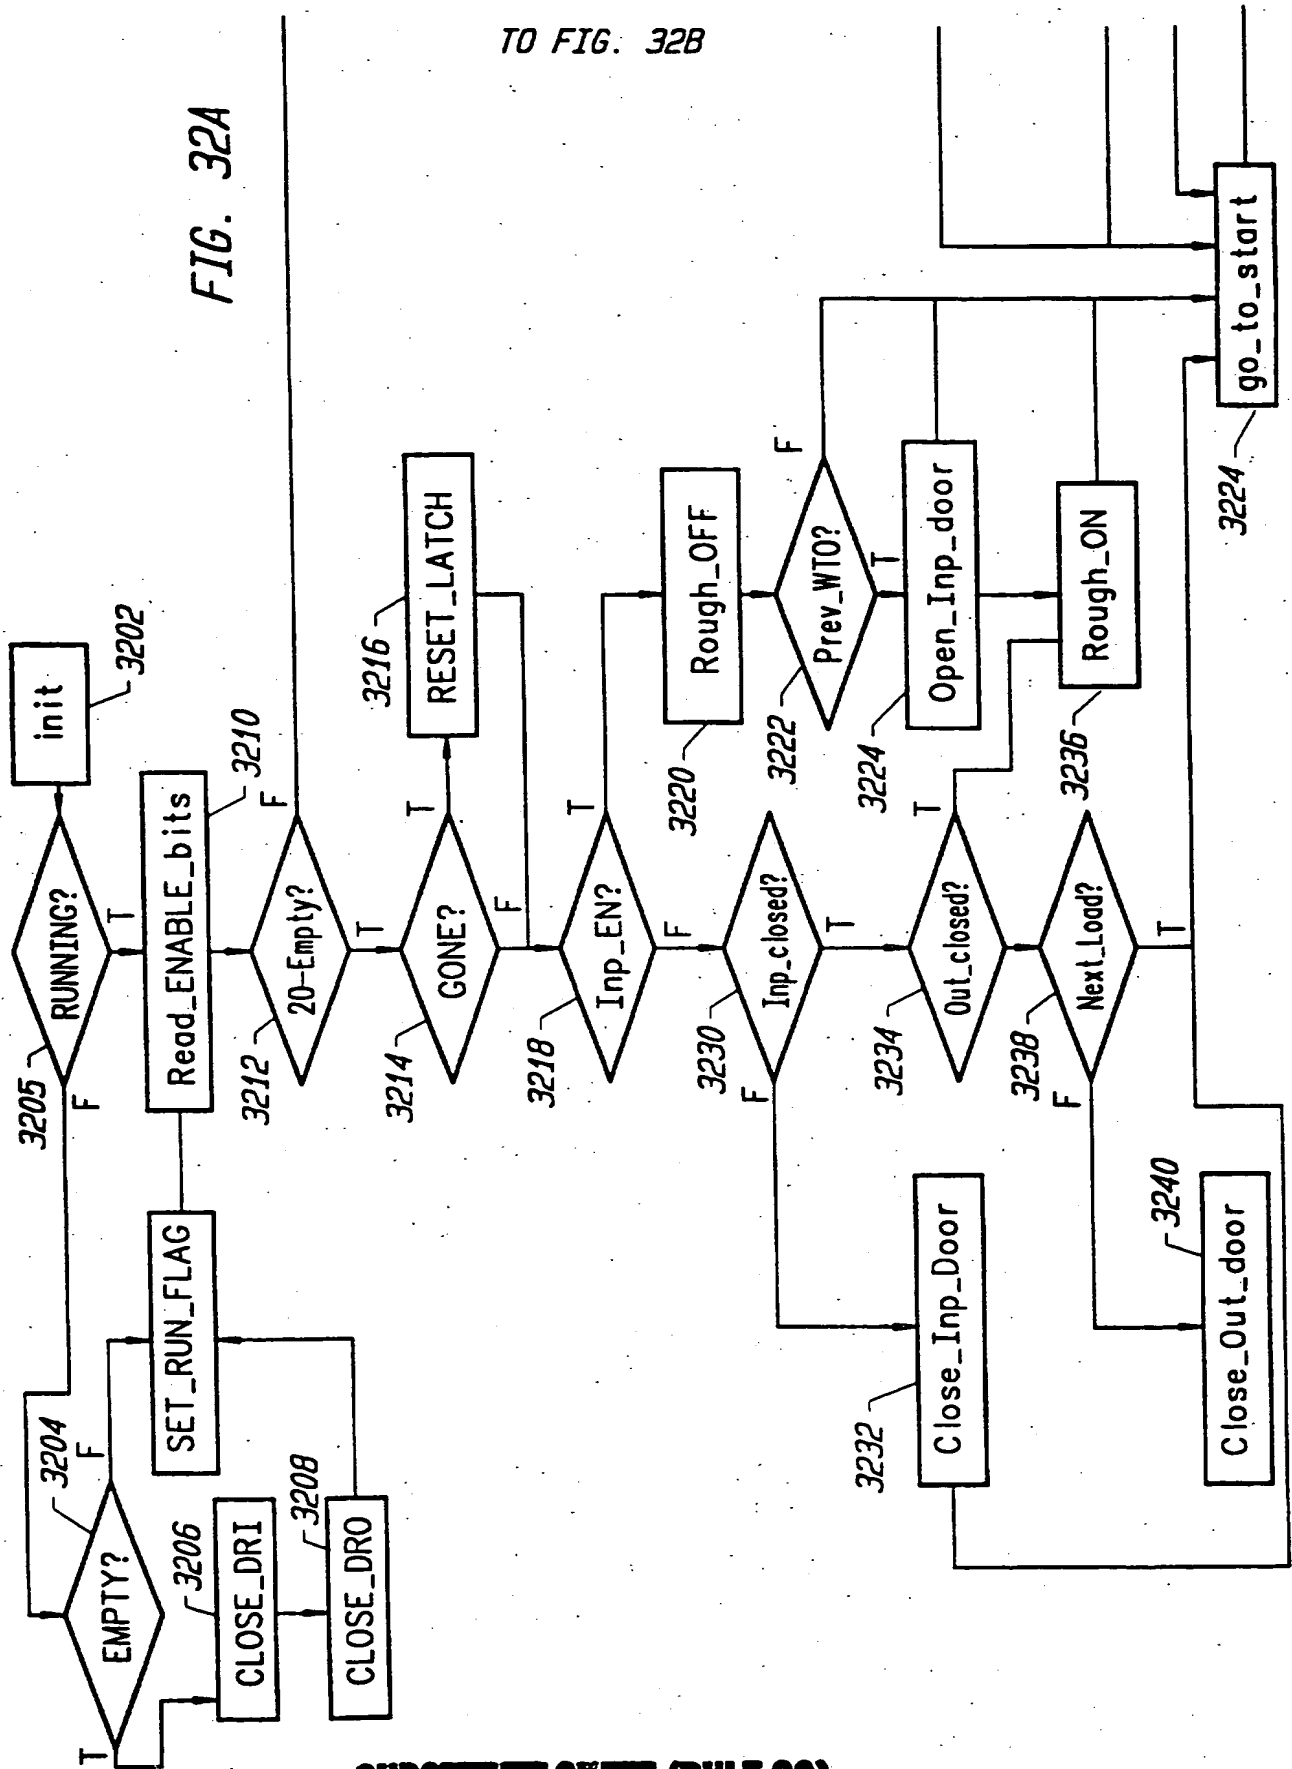 FIG. 32A
TO FIG. 32B
init
3202
RUNNING?
3205
T
F
EMPTY?
3204
T
F
CLOSE_DRI
3206
CLOSE_DRO
3208
SET_RUN_FLAG
Read_ENABLE_bits
3210
20-Empty?
3212
F
T
GONE?
3214
T
F
RESET_LATCH
3216
Inp_EN?
3218
T
F
Rough_OFF
3220
Prev_WTO?
3222
F
T
Open_Inp_door
3224
Inp_closed?
3230
F
T
Close_Inp_Door
3232
Out_closed?
3234
T
Rough_ON
3236
Next_Load?
3238
F
T
Close_Out_door
3240
go_to_start
3224